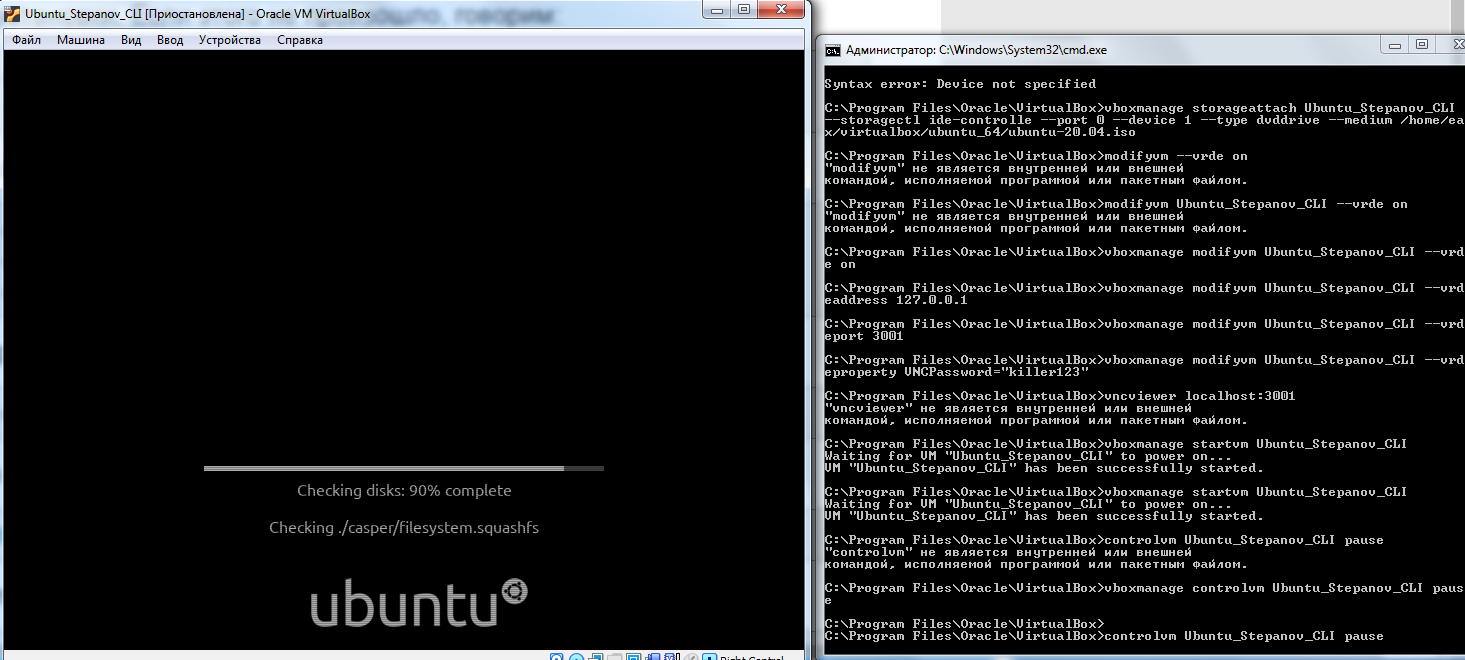 Ubuntu_Stepanov_CLI [Приостановлена] - Oracle VM VirtualBox
говорим:
Файл Машина Вид Ввод Устройства Справка
Checking disks: 90% complete
Checking ./casper/filesystem.squashfs
ubuntu
Right Control
Администратор: C:\Windows\System32\cmd.exe
Syntax error: Device not specified
C:\Program Files\Oracle\VirtualBox>vboxmanage storageattach Ubuntu_Stepanov_CLI
--storagectl ide-controlle --port 0 --device 1 --type dvddrive --medium /home/ea
x/virtualbox/ubuntu_64/ubuntu-20.04.iso
C:\Program Files\Oracle\VirtualBox>modifyvm --vrde on
"modifyvm" не является внутренней или внешней
командой, исполняемой программой или пакетным файлом.
C:\Program Files\Oracle\VirtualBox>modifyvm Ubuntu_Stepanov_CLI --vrde on
"modifyvm" не является внутренней или внешней
командой, исполняемой программой или пакетным файлом.
C:\Program Files\Oracle\VirtualBox>vboxmanage modifyvm Ubuntu_Stepanov_CLI --vrd
e on
C:\Program Files\Oracle\VirtualBox>vboxmanage modifyvm Ubuntu_Stepanov_CLI --vrd
eaddress 127.0.0.1
C:\Program Files\Oracle\VirtualBox>vboxmanage modifyvm Ubuntu_Stepanov_CLI --vrd
eport 3001
C:\Program Files\Oracle\VirtualBox>vboxmanage modifyvm Ubuntu_Stepanov_CLI --vrd
eproperty VNCPassword="killer123"
C:\Program Files\Oracle\VirtualBox>vncviewer localhost:3001
"vncviewer" не является внутренней или внешней
командой, исполняемой программой или пакетным файлом.
C:\Program Files\Oracle\VirtualBox>vboxmanage startvm Ubuntu_Stepanov_CLI
Waiting for VM "Ubuntu_Stepanov_CLI" to power on...
VM "Ubuntu_Stepanov_CLI" has been successfully started.
C:\Program Files\Oracle\VirtualBox>vboxmanage startvm Ubuntu_Stepanov_CLI
Waiting for VM "Ubuntu_Stepanov_CLI" to power on...
VM "Ubuntu_Stepanov_CLI" has been successfully started.
C:\Program Files\Oracle\VirtualBox>controlvm Ubuntu_Stepanov_CLI pause
"controlvm" не является внутренней или внешней
командой, исполняемой программой или пакетным файлом.
C:\Program Files\Oracle\VirtualBox>vboxmanage controlvm Ubuntu_Stepanov_CLI paus
e
C:\Program Files\Oracle\VirtualBox>
C:\Program Files\Oracle\VirtualBox>controlvm Ubuntu_Stepanov_CLI pause